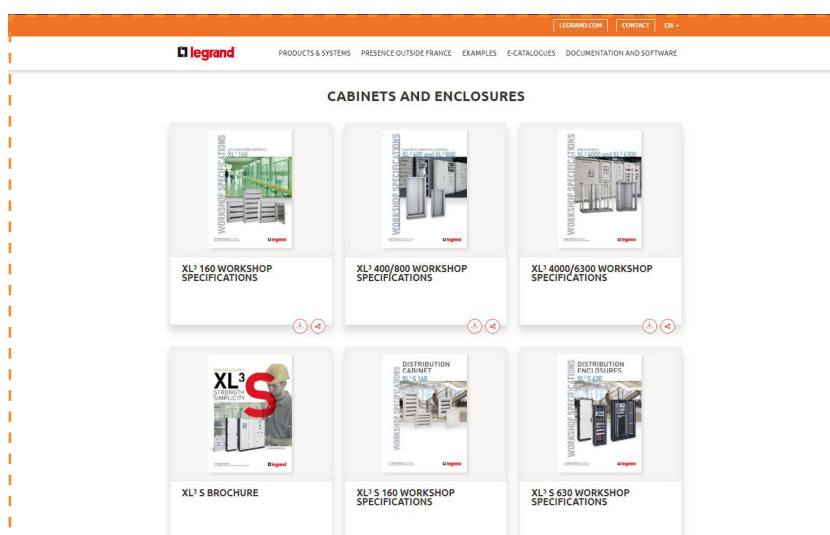 LEGRAND.COM CONTACT EN
legrand PRODUCTS & SYSTEMS PRESENCE OUTSIDE FRANCE EXAMPLES E-CATALOGUES DOCUMENTATION AND SOFTWARE
CABINETS AND ENCLOSURES
WORKSHOP SPECIFICATIONS
XL³ 160
legrand
XL³ 160 WORKSHOP
SPECIFICATIONS
WORKSHOP SPECIFICATIONS
XL³ 400 and XL³ 800
legrand
XL³ 400/800 WORKSHOP
SPECIFICATIONS
WORKSHOP SPECIFICATIONS
XL³ 4000 and XL³ 6300
legrand
XL³ 4000/6300 WORKSHOP
SPECIFICATIONS
XL³ S
STRENGTH
SIMPLICITY
legrand
XL³ S BROCHURE
WORKSHOP SPECIFICATIONS
DISTRIBUTION
CABINET
XL³ S 160
legrand
XL³ S 160 WORKSHOP
SPECIFICATIONS
WORKSHOP SPECIFICATIONS
DISTRIBUTION
ENCLOSURES
XL³ S 630
legrand
XL³ S 630 WORKSHOP
SPECIFICATIONS